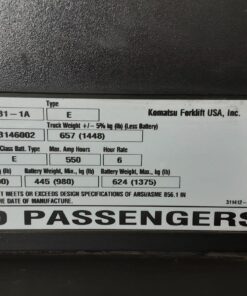 Type
31-1A E Komatsu Forklift USA, Inc.
Truck Weight +/- 5% kg (lb) (Less Battery)
3146002 657 (1448)
Class Batt. Type Max. Amp Hours Hour Rate
E 550 6
kg (lb) Battery Weight, Min., kg (lb) Battery Weight, Max., kg (lb)
0) 445 (980) 624 (1375)
MEETS OR EXCEEDS DESIGN SPECIFICATIONS OF ANSI/ASME B56.1 IN
THE DATE OF MANUFACTURE.
O PASSENGERS